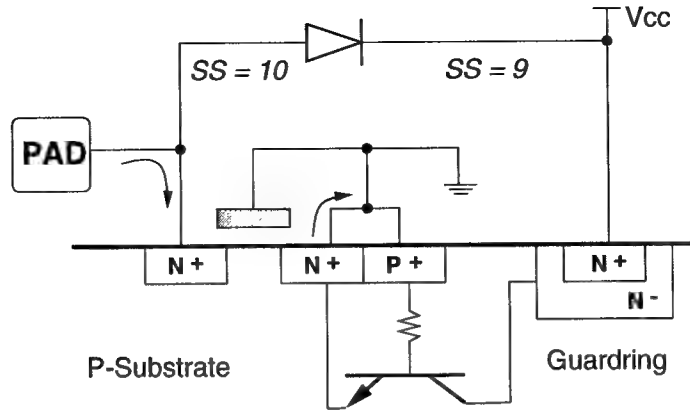 Vcc
SS = 10
SS = 9
PAD
N+
N+
P+
N+
N-
P-Substrate
Guardring